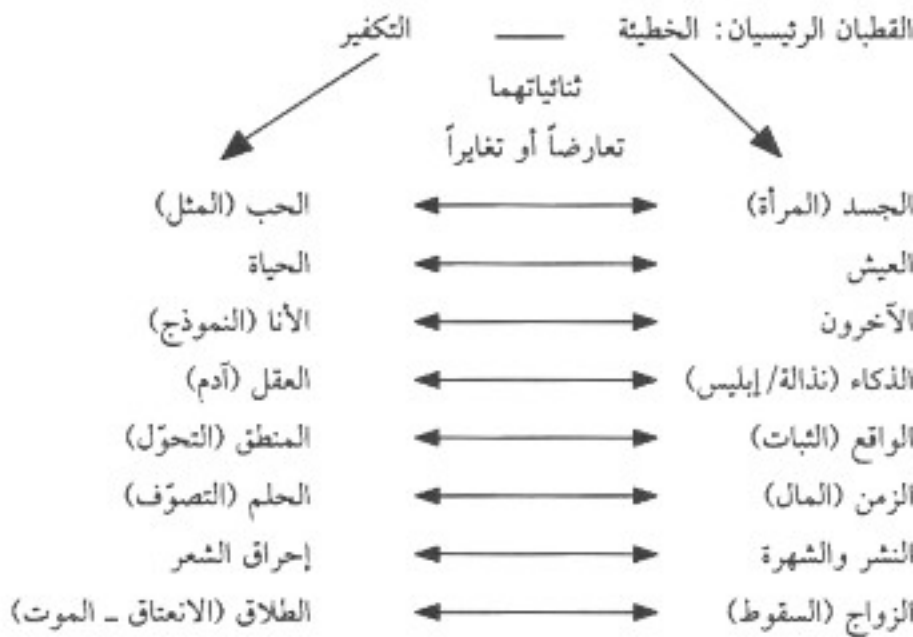 القطبان الرئيسيان: الخطيئة — التكفير
ثنائياتهما
تعارضاً أو تغايراً
الجسد (المرأة) الحب (المثل)
العيش الحياة
الآخرون الأنا (النموذج)
الذكاء (نذالة/إبليس) العقل (آدم)
الواقع (الثبات) المنطق (التحوّل)
الزمن (المال) الحلم (التصوّف)
النشر والشهرة إحراق الشعر
الزواج (السقوط) الطلاق (الانعتاق - الموت)